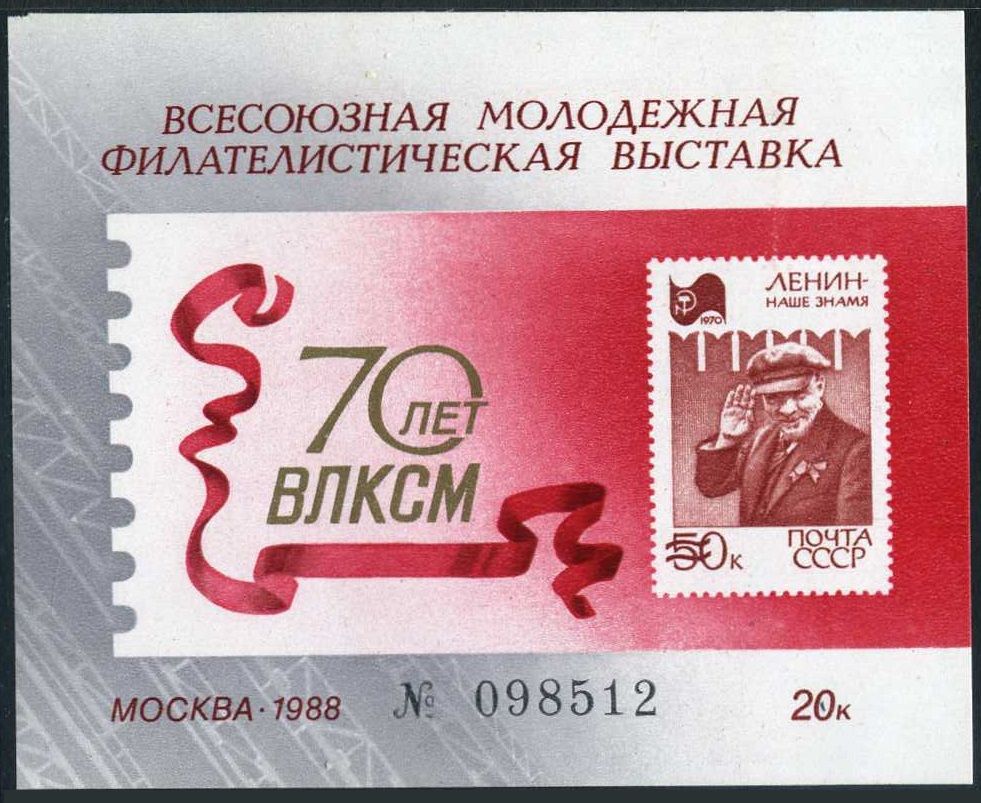 ВСЕСОЮЗНАЯ МОЛОДЕЖНАЯ
ФИЛАТЕЛИСТИЧЕСКАЯ ВЫСТАВКА
ЛЕНИН-
НАШЕ ЗНАМЯ
1970
70 ЛЕТ
ВЛКСМ
50к
ПОЧТА
СССР
МОСКВА·1988 № 098512 20к